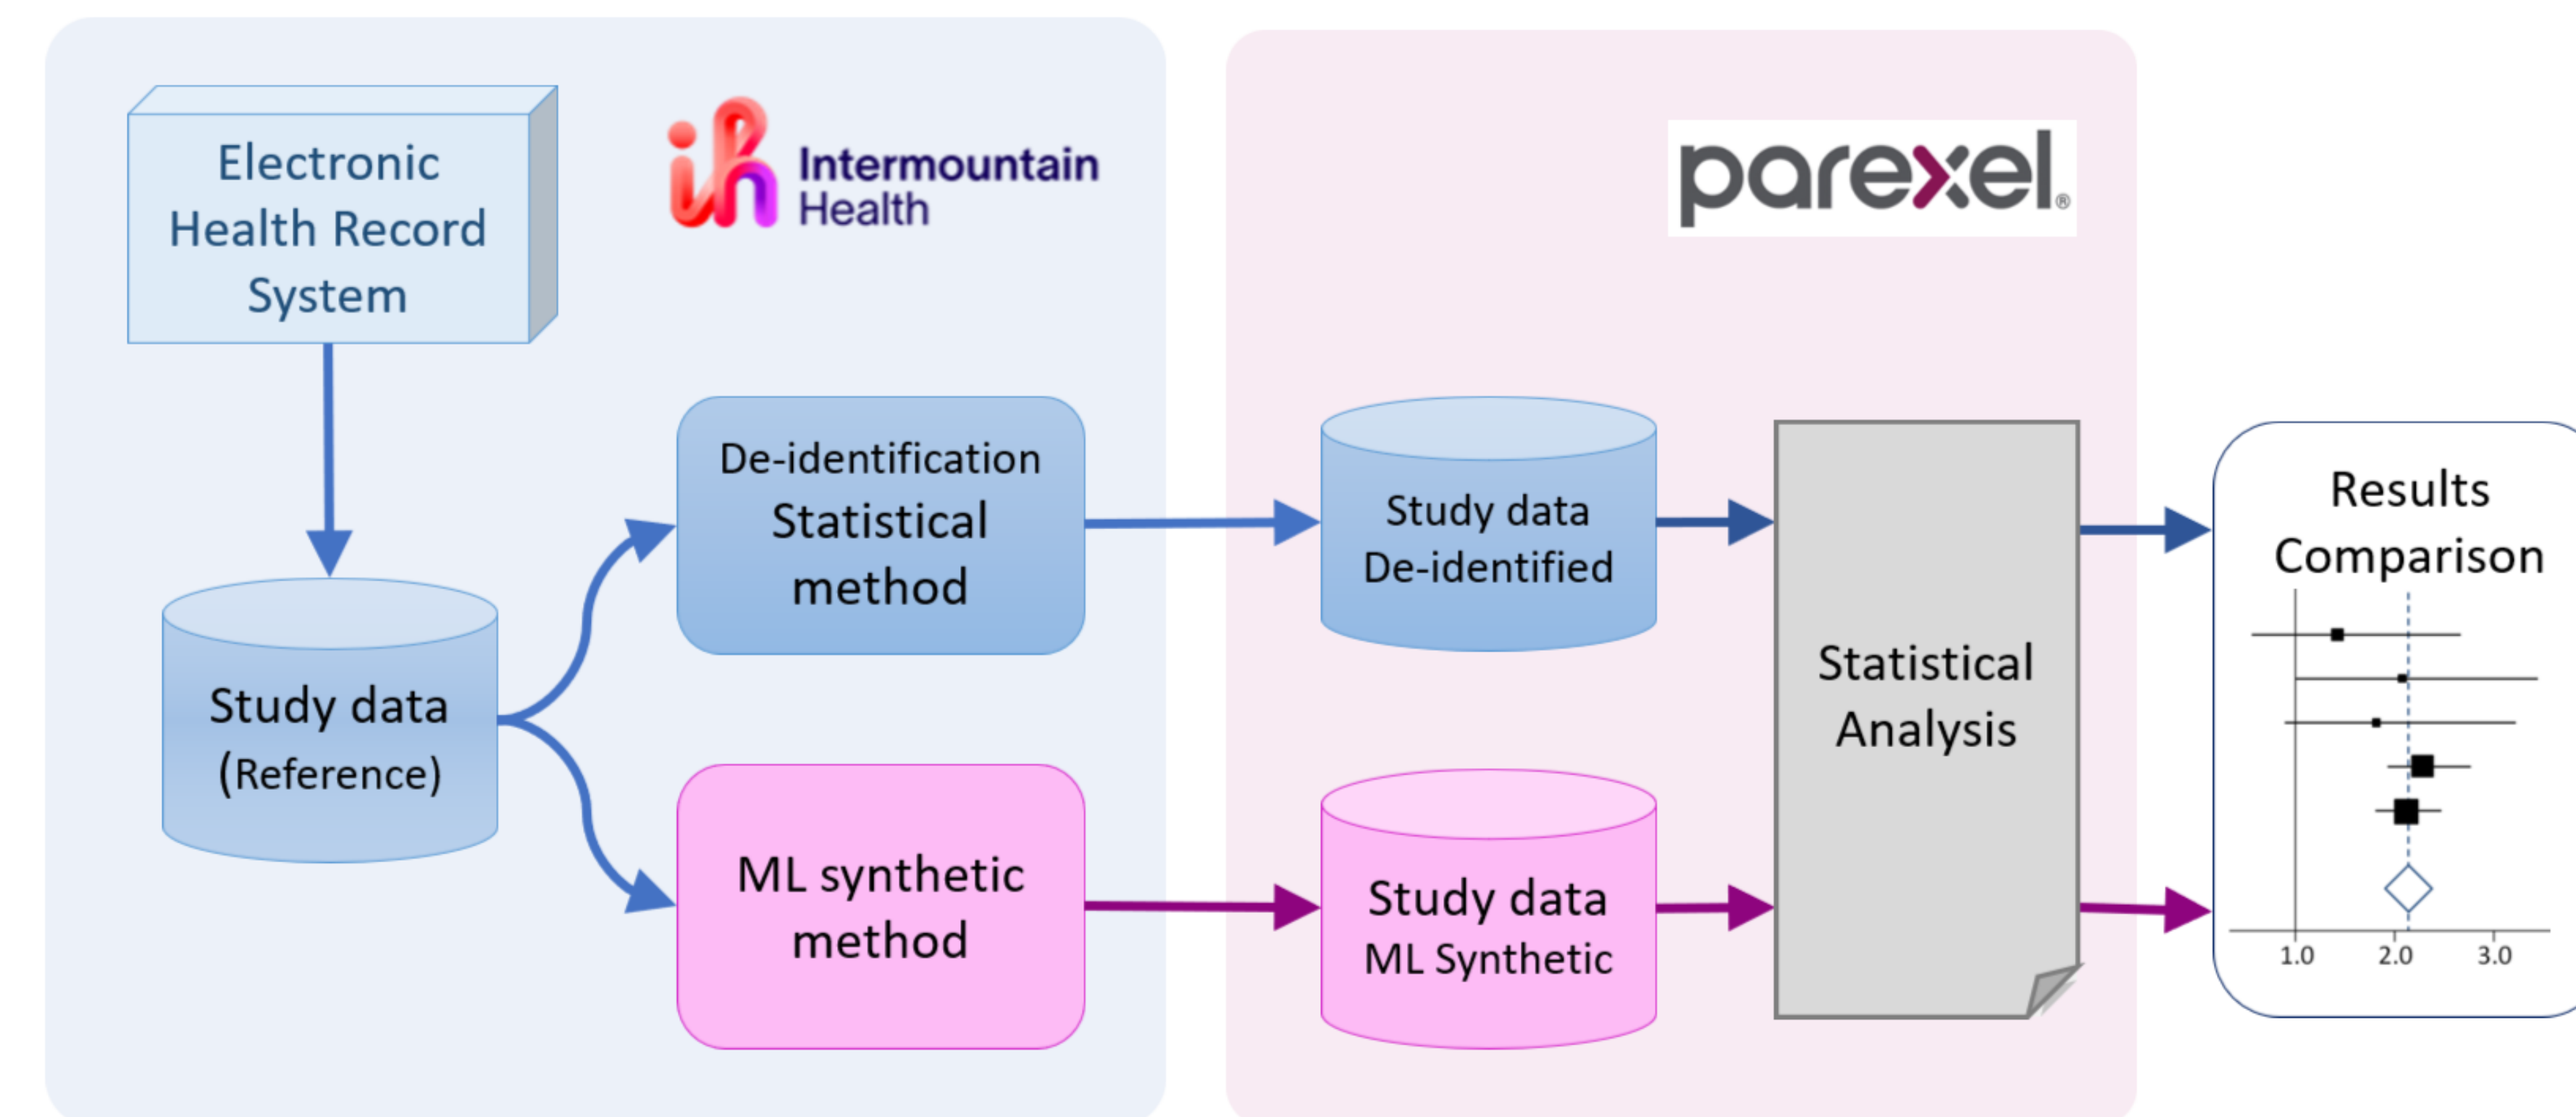 Electronic
Health Record
System
Intermountain
Health
parexel®
De-identification
Statistical
method
Study data
De-identified
Results
Comparison
Study data
(Reference)
Statistical
Analysis
ML synthetic
method
Study data
ML Synthetic
1.0 2.0 3.0